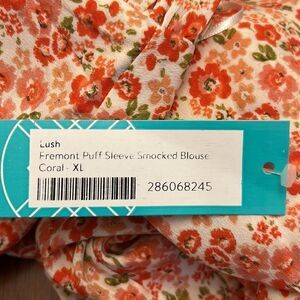 Lush
Fremont Puff Sleeve Smocked Blouse
Coral - XL
286068245